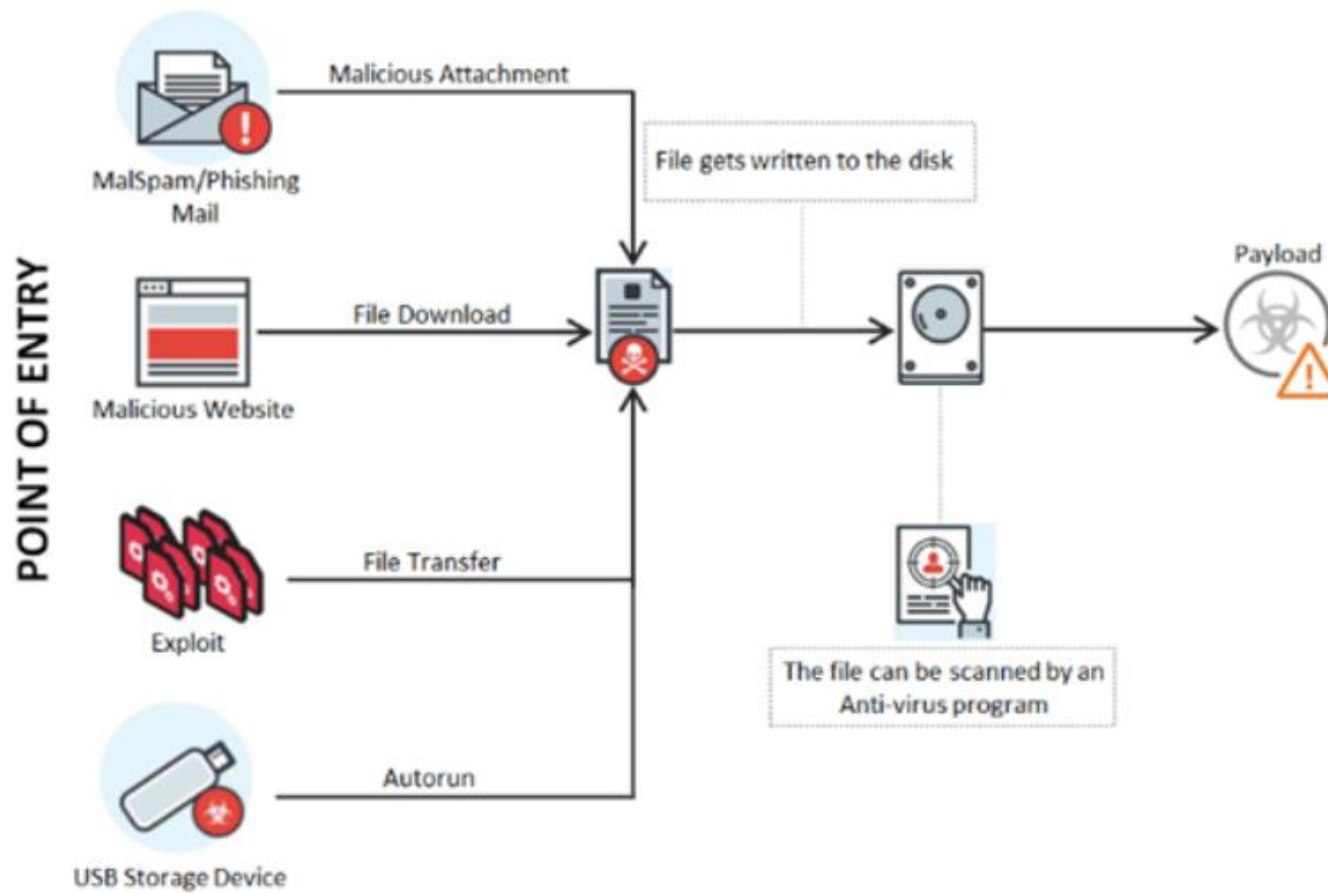 POINT OF ENTRY
Malicious Attachment
MalSpam/Phishing
Mail
File gets written to the disk
Payload
File Download
Malicious Website
File Transfer
Exploit
The file can be scanned by an
Anti-virus program
Autorun
USB Storage Device